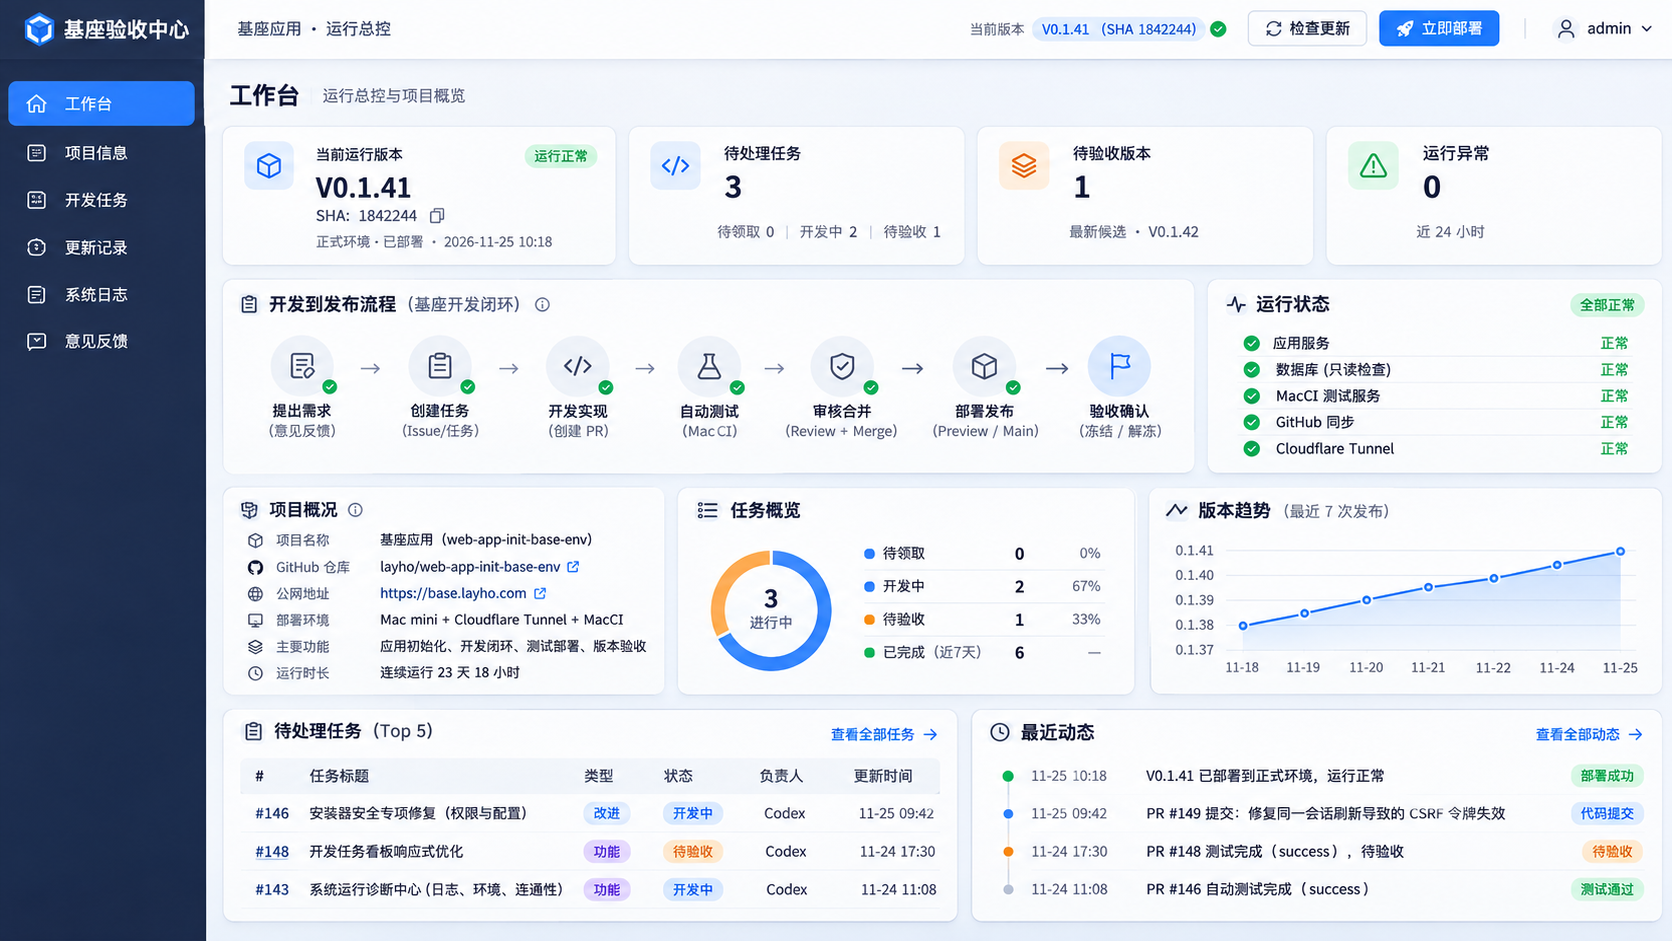 基座验收中心
工作台
项目信息
开发任务
更新记录
系统日志
意见反馈
基座应用 · 运行总控
当前版本 V0.1.41 (SHA 1842244)
检查更新
立即部署
admin
工作台 运行总控与项目概览
当前运行版本
运行正常
V0.1.41
SHA: 1842244
正式环境 · 已部署 · 2026-11-25 10:18
待处理任务
3
待领取 0 | 开发中 2 | 待验收 1
待验收版本
1
最新候选 · V0.1.42
运行异常
0
近 24 小时
开发到发布流程 (基座开发闭环)
提出需求
(意见反馈)
创建任务
(Issue/任务)
开发实现
(创建 PR)
自动测试
(Mac CI)
审核合并
(Review + Merge)
部署发布
(Preview / Main)
验收确认
(冻结 / 解冻)
运行状态
全部正常
应用服务 正常
数据库 (只读检查) 正常
MacCI 测试服务 正常
GitHub 同步 正常
Cloudflare Tunnel 正常
项目概况
项目名称 基座应用(web-app-init-base-env)
GitHub 仓库 layho/web-app-init-base-env
公网地址 https://base.layho.com
部署环境 Mac mini + Cloudflare Tunnel + MacCI
主要功能 应用初始化、开发闭环、测试部署、版本验收
运行时长 连续运行 23 天 18 小时
任务概览
3
进行中
待领取 0 0%
开发中 2 67%
待验收 1 33%
已完成(近7天) 6 —
版本趋势 (最近 7 次发布)
0.1.41
0.1.40
0.1.39
0.1.38
0.1.37
11-18 11-19 11-20 11-21 11-22 11-24 11-25
待处理任务 (Top 5)
查看全部任务 →
# 任务标题 类型 状态 负责人 更新时间
#146 安装器安全专项修复(权限与配置) 改进 开发中 Codex 11-25 09:42
#148 开发任务看板响应式优化 功能 待验收 Codex 11-24 17:30
#143 系统运行诊断中心 (日志、环境、连通性) 功能 开发中 Codex 11-24 11:08
最近动态
查看全部动态 →
11-25 10:18 V0.1.41 已部署到正式环境，运行正常 部署成功
11-25 09:42 PR #149 提交：修复同一会话刷新导致的 CSRF 令牌失效 代码提交
11-24 17:30 PR #148 测试完成(success)，待验收 待验收
11-24 11:08 PR #146 自动测试完成(success) 测试通过